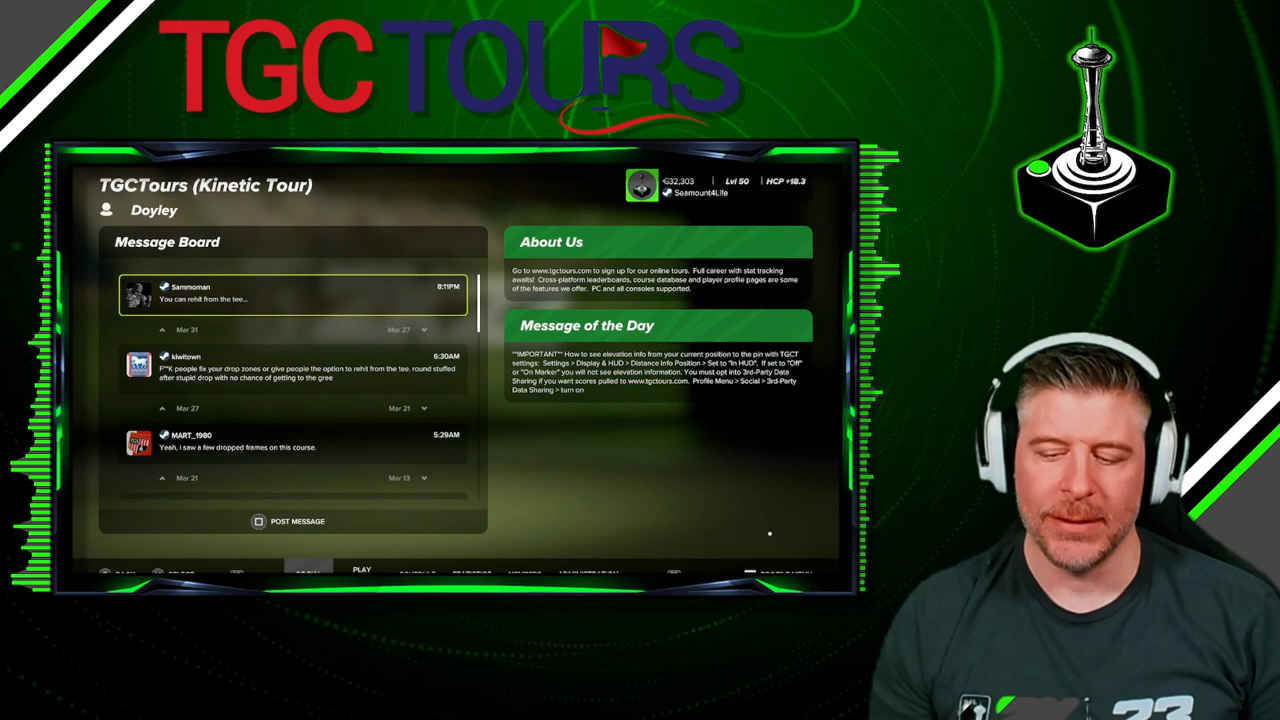 TGC TOURS
TGCTours (Kinetic Tour)
32,303 | Lvl 50 | HCP +18.3
Seamount4Life
Doyley
Message Board
Sammoman 8:11PM
You can rehit from the tee...
Mar 31 Mar 27
kiwitown 6:30AM
F**K people fix your drop zones or give people the option to rehit from the tee. round stuffed
after stupid drop with no chance of getting to the gree
Mar 27 Mar 21
MART_1980 5:29AM
Yeah, i saw a few dropped frames on this course.
Mar 21 Mar 13
POST MESSAGE
About Us
Go to www.tgctours.com to sign up for our online tours. Full career with stat tracking
awaits! Cross-platform leaderboards, course database and player profile pages are some
of the features we offer. PC and all consoles supported.
Message of the Day
**IMPORTANT** How to see elevation info from your current position to the pin with TGCT
settings: Settings > Display & HUD > Distance Info Position > Set to "In HUD". If set to "Off"
or "On Marker" you will not see elevation information. You must opt into 3rd-Party Data
Sharing if you want scores pulled to www.tgctours.com. Profile Menu > Social > 3rd-Party
Data Sharing > turn on
PLAY
23